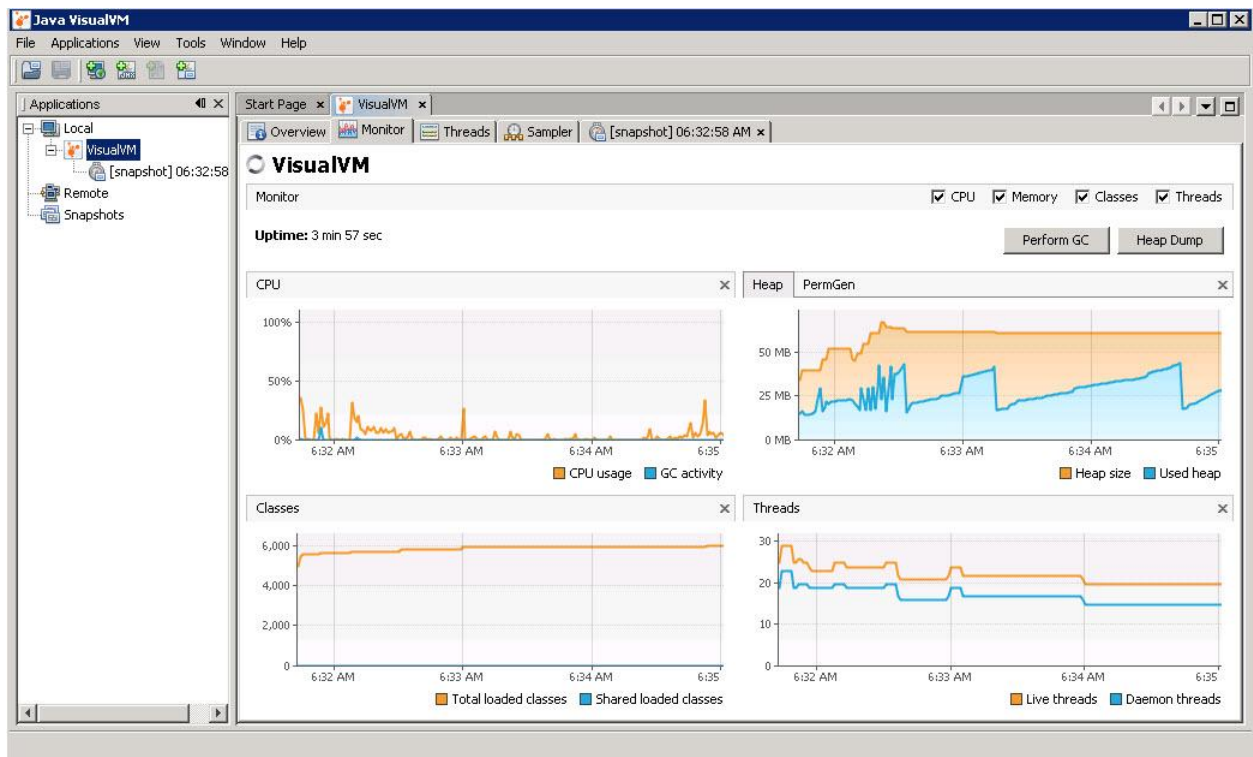 Java VisualVM
File Applications View Tools Window Help
Applications
Local
VisualVM
[snapshot] 06:32:58
Remote
Snapshots
Start Page VisualVM
Overview Monitor Threads Sampler [snapshot] 06:32:58 AM
VisualVM
Monitor CPU Memory Classes Threads
Uptime: 3 min 57 sec Perform GC Heap Dump
CPU
100%
50%
0%
6:32 AM 6:33 AM 6:34 AM 6:35
CPU usage GC activity
Heap PermGen
50 MB
25 MB
0 MB
6:32 AM 6:33 AM 6:34 AM 6:35
Heap size Used heap
Classes
6,000
4,000
2,000
0
6:32 AM 6:33 AM 6:34 AM 6:35
Total loaded classes Shared loaded classes
Threads
30
20
10
0
6:32 AM 6:33 AM 6:34 AM 6:35
Live threads Daemon threads